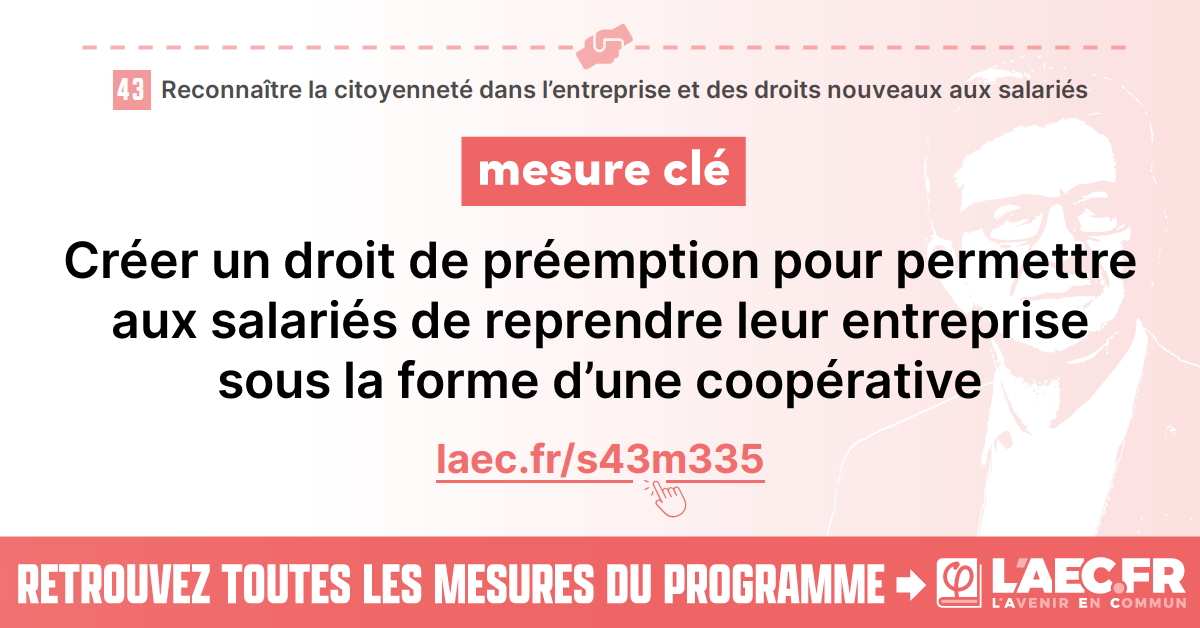 43 Reconnaître la citoyenneté dans l’entreprise et des droits nouveaux aux salariés
mesure clé
Créer un droit de préemption pour permettre
aux salariés de reprendre leur entreprise
sous la forme d’une coopérative
laec.fr/s43m335
RETROUVEZ TOUTES LES MESURES DU PROGRAMME
φ L'AEC.FR
L'AVENIR EN COMMUN